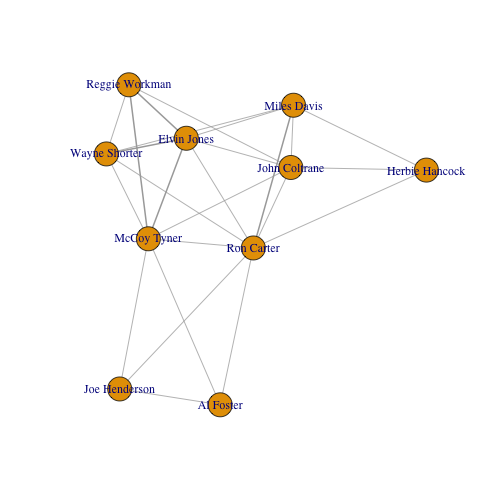 Reggie Workman
Miles Davis
Elvin Jones
Wayne Shorter
John Coltrane
Herbie Hancock
McCoy Tyner
Ron Carter
Joe Henderson
Al Foster